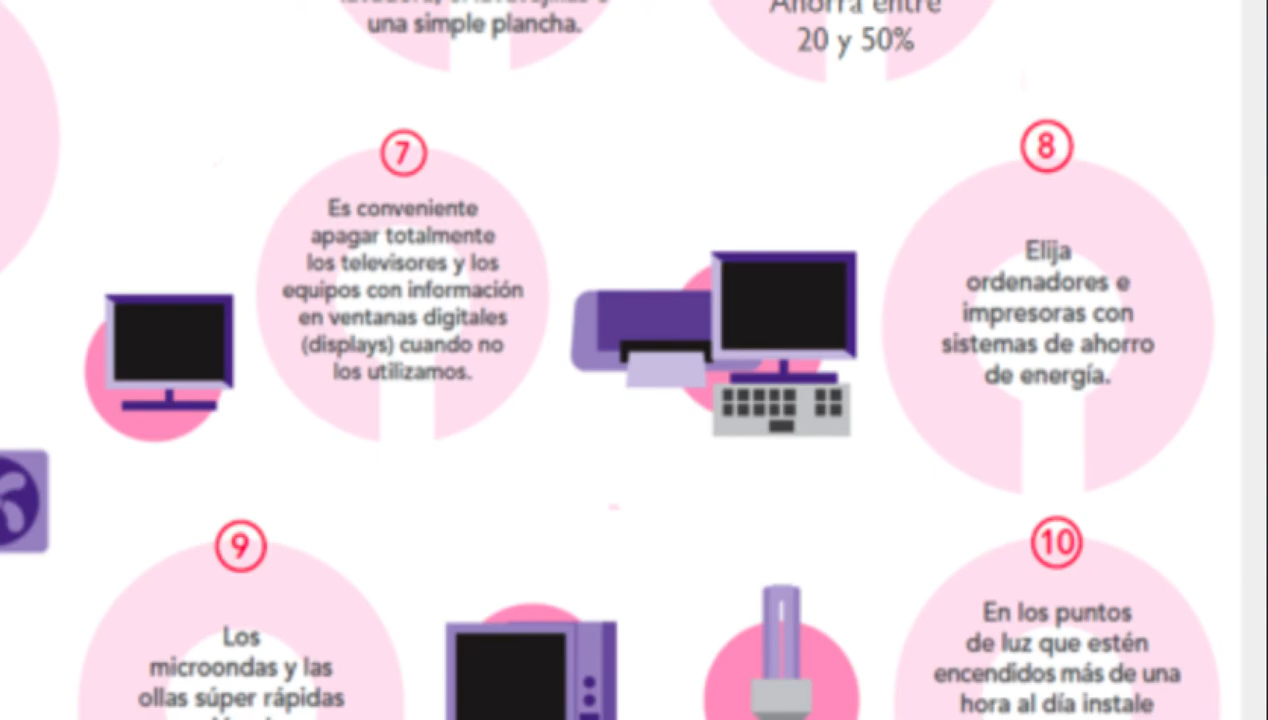 una simple plancha.
Ahorra entre
20 y 50%
7
Es conveniente
apagar totalmente
los televisores y los
equipos con información
en ventanas digitales
(displays) cuando no
los utilizamos.
8
Elija
ordenadores e
impresoras con
sistemas de ahorro
de energía.
9
Los
microondas y las
ollas súper rápidas
10
En los puntos
de luz que estén
encendidos más de una
hora al día instale